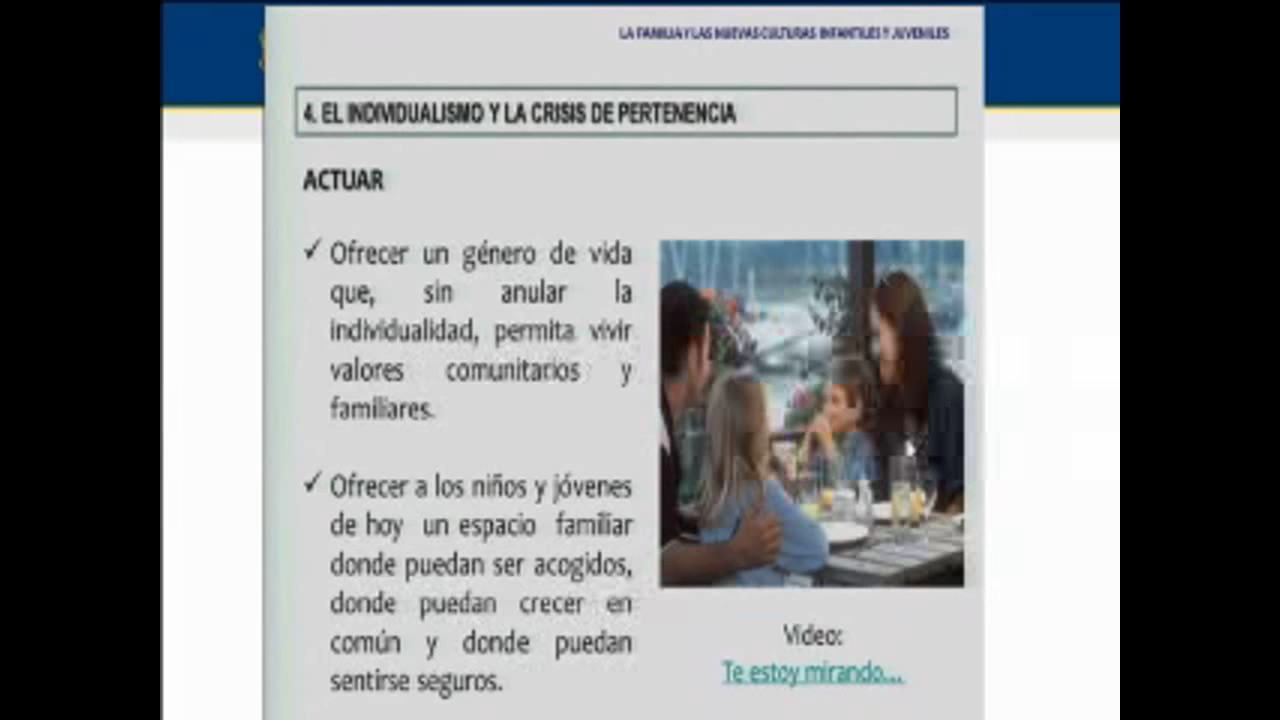 LA FAMILIA Y LAS NUEVAS CULTURAS INFANTILES Y JUVENILES
4. EL INDIVIDUALISMO Y LA CRISIS DE PERTENENCIA
ACTUAR
✓ Ofrecer un género de vida
que, sin anular la
individualidad, permita vivir
valores comunitarios y
familiares.
✓ Ofrecer a los niños y jóvenes
de hoy un espacio familiar
donde puedan ser acogidos,
donde puedan crecer en
común y donde puedan
sentirse seguros.
Video:
Te estoy mirando...